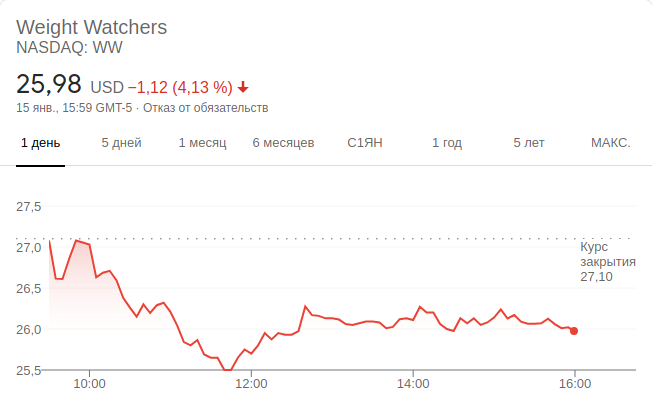 Weight Watchers
NASDAQ: WW
25,98 USD −1,12 (4,13 %)
15 янв., 15:59 GMT-5 · Отказ от обязательств
1 день 5 дней 1 месяц 6 месяцев С1ЯН 1 год 5 лет МАКС.
27,5
27,0
26,5
26,0
25,5
Курс
закрытия
27,10
10:00 12:00 14:00 16:00